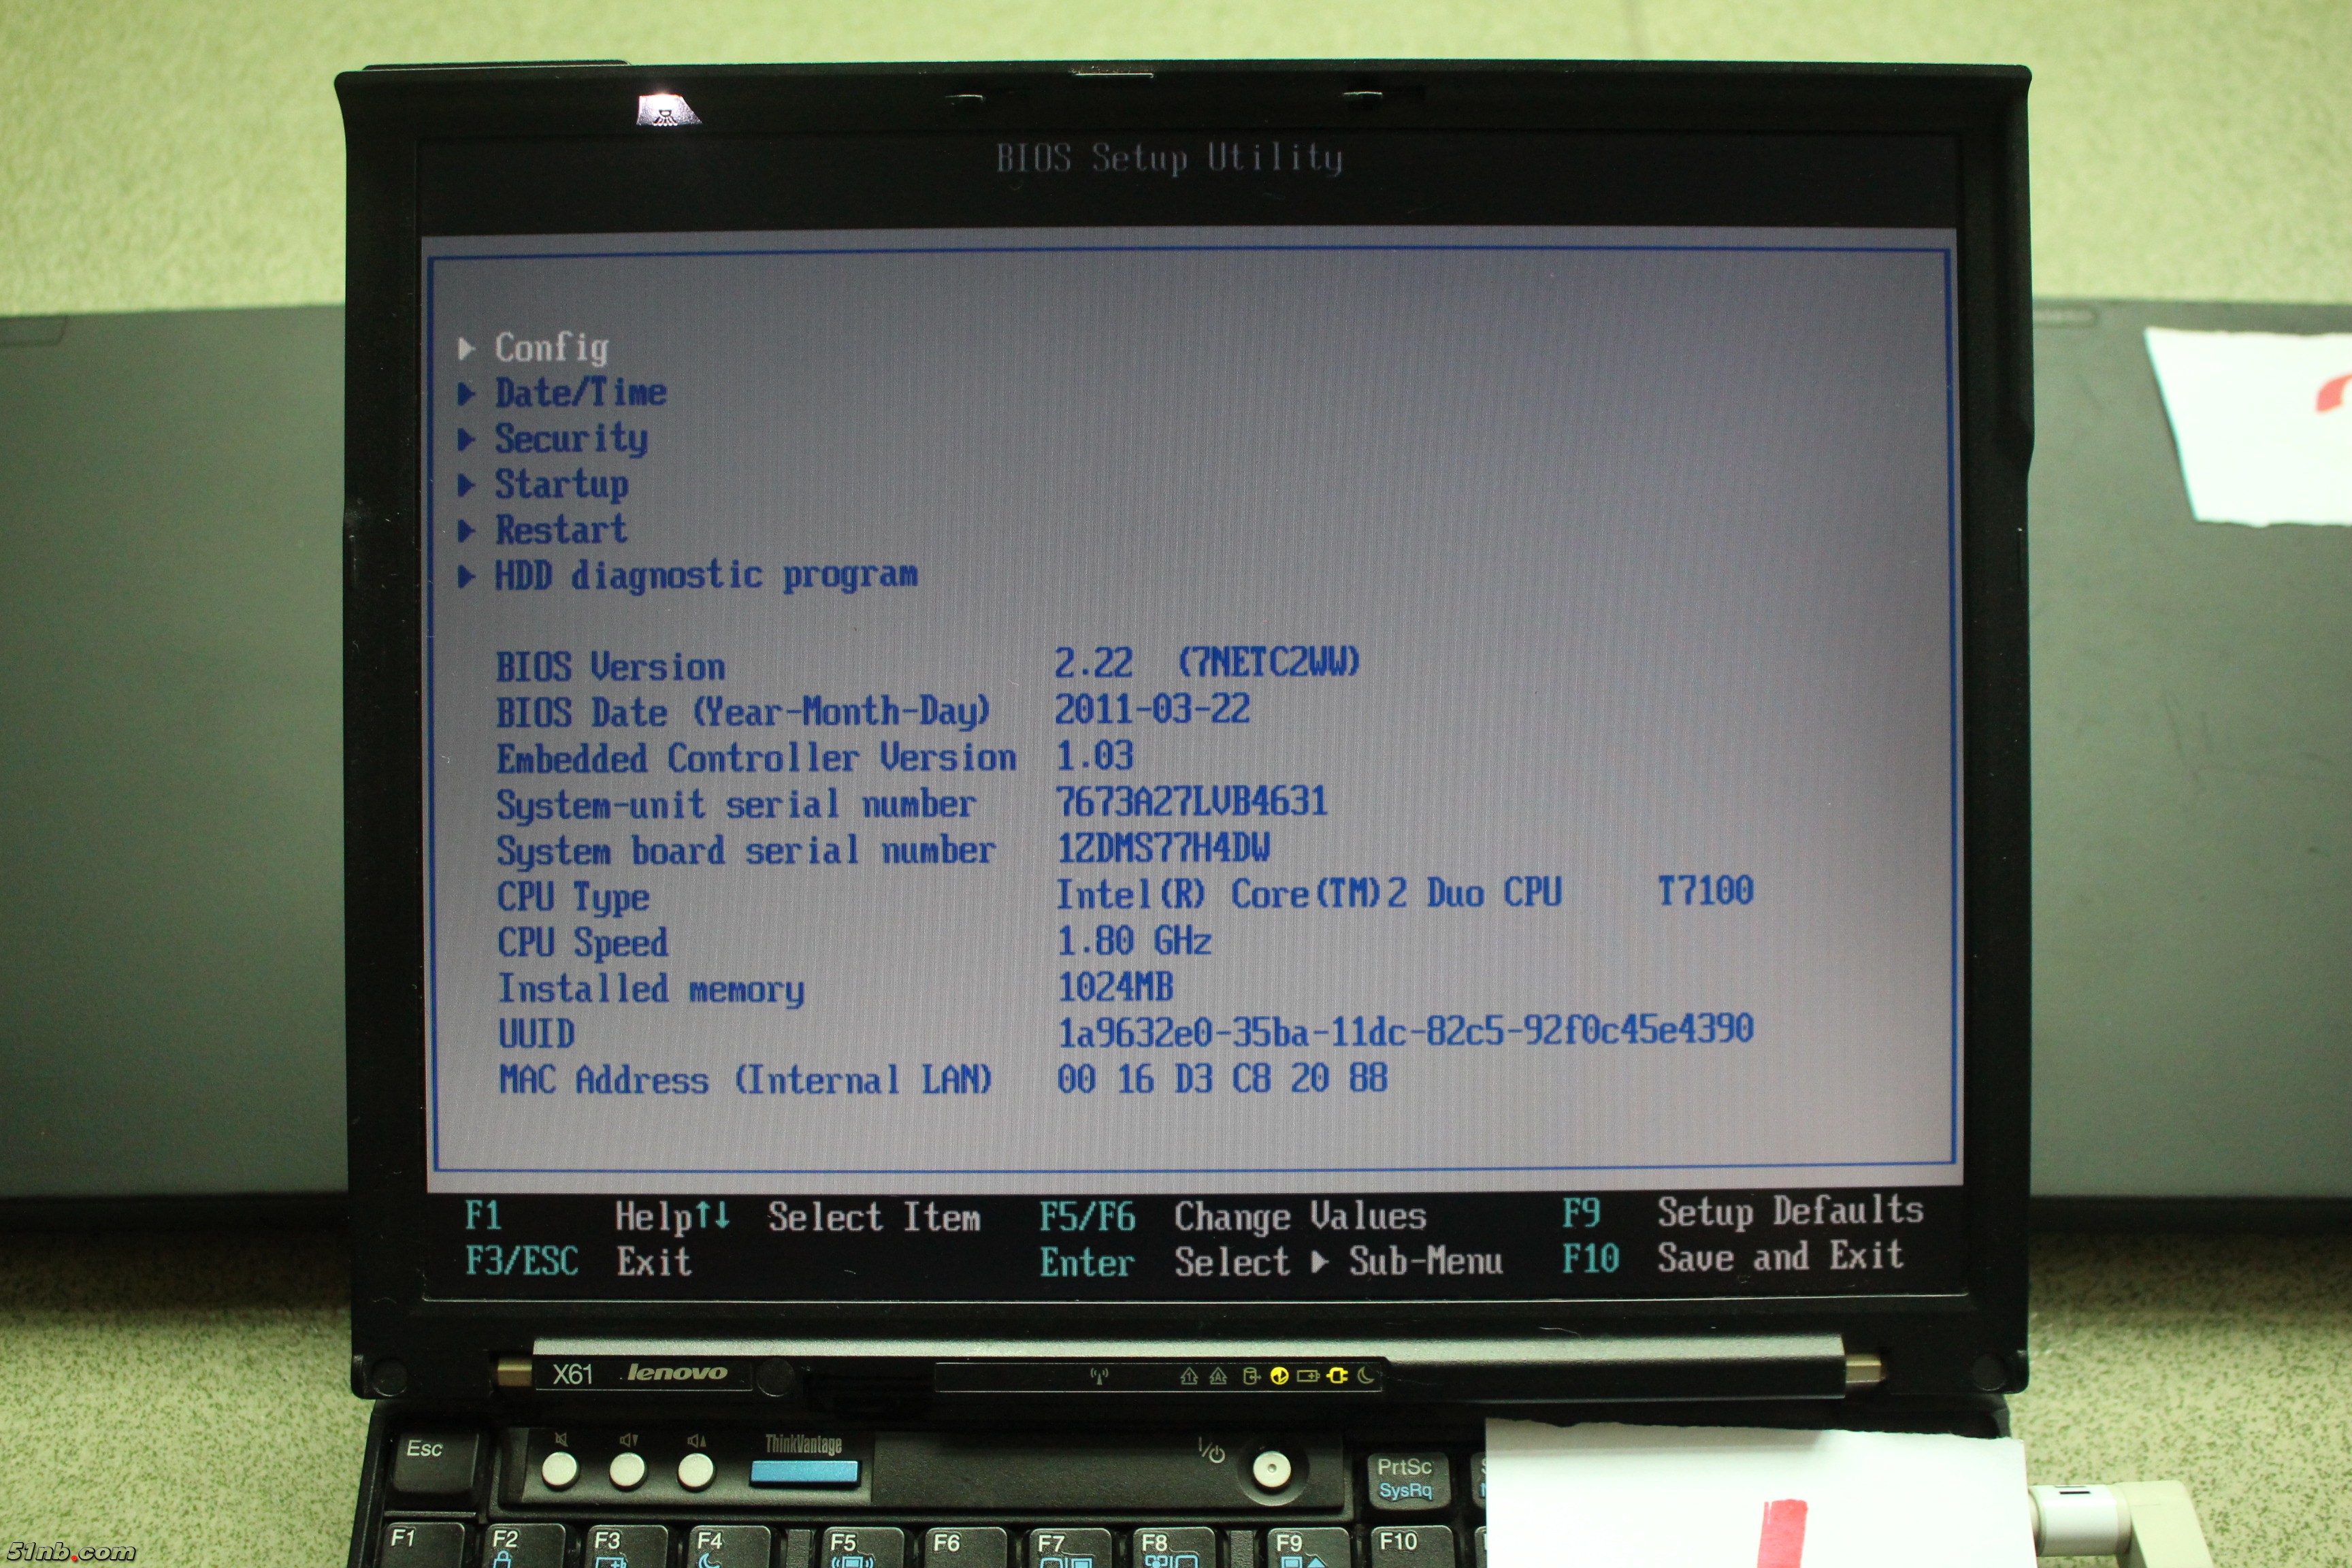 BIOS Setup Utility
Config
Date/Time
Security
Startup
Restart
HDD diagnostic program
BIOS Version 2.22 (7NETC2WW)
BIOS Date (Year-Month-Day) 2011-03-22
Embedded Controller Version 1.03
System-unit serial number 7673A27LVB4631
System board serial number 1ZDMS77H4DW
CPU Type Intel(R) Core(TM)2 Duo CPU T7100
CPU Speed 1.80 GHz
Installed memory 1024MB
UUID 1a9632e0-35ba-11dc-82c5-92f0c45e4390
MAC Address (Internal LAN) 00 16 D3 C8 20 88
F1 Help↑↓ Select Item F5/F6 Change Values F9 Setup Defaults
F3/ESC Exit Enter Select ▶ Sub-Menu F10 Save and Exit
X61 lenovo
Esc ThinkVantage PrtSc
SysRq
F1 F2 F3 F4 F5 F6 F7 F8 F9 F10
51nb.com